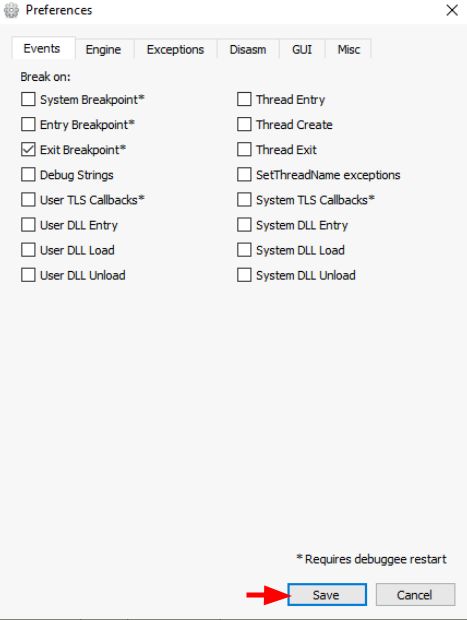 Preferences
Events Engine Exceptions Disasm GUI Misc
Break on:
System Breakpoint* Thread Entry
Entry Breakpoint* Thread Create
Exit Breakpoint* Thread Exit
Debug Strings SetThreadName exceptions
User TLS Callbacks* System TLS Callbacks*
User DLL Entry System DLL Entry
User DLL Load System DLL Load
User DLL Unload System DLL Unload
* Requires debuggee restart
Save Cancel